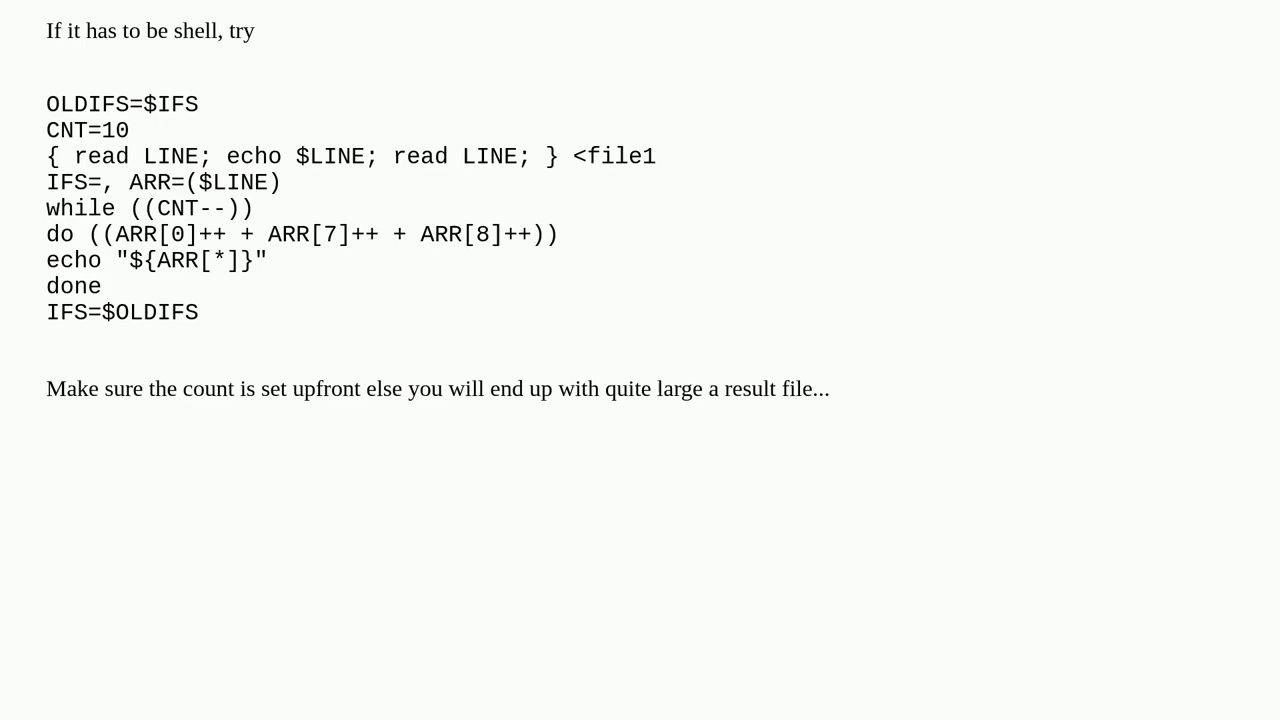 If it has to be shell, try
OLDIFS=$IFS
CNT=10
{ read LINE; echo $LINE; read LINE; } <file1
IFS=, ARR=($LINE)
while ((CNT--))
do ((ARR[0]++ + ARR[7]++ + ARR[8]++))
echo "${ARR[*]}"
done
IFS=$OLDIFS
Make sure the count is set upfront else you will end up with quite large a result file...